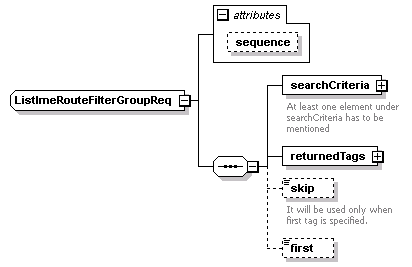 attributes
sequence
ListImeRouteFilterGroupReq
searchCriteria
At least one element under
searchCriteria has to be
mentioned
returnedTags
skip
It will be used only when
first tag is specified.
first